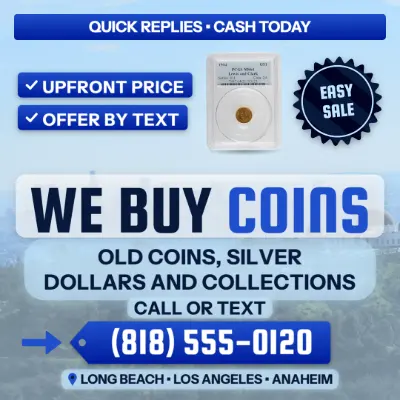 QUICK REPLIES • CASH TODAY
✓ UPFRONT PRICE
✓ OFFER BY TEXT
EASY
SALE
WE BUY COINS
OLD COINS, SILVER
DOLLARS AND COLLECTIONS
CALL OR TEXT
(818) 555-0120
LONG BEACH • LOS ANGELES • ANAHEIM